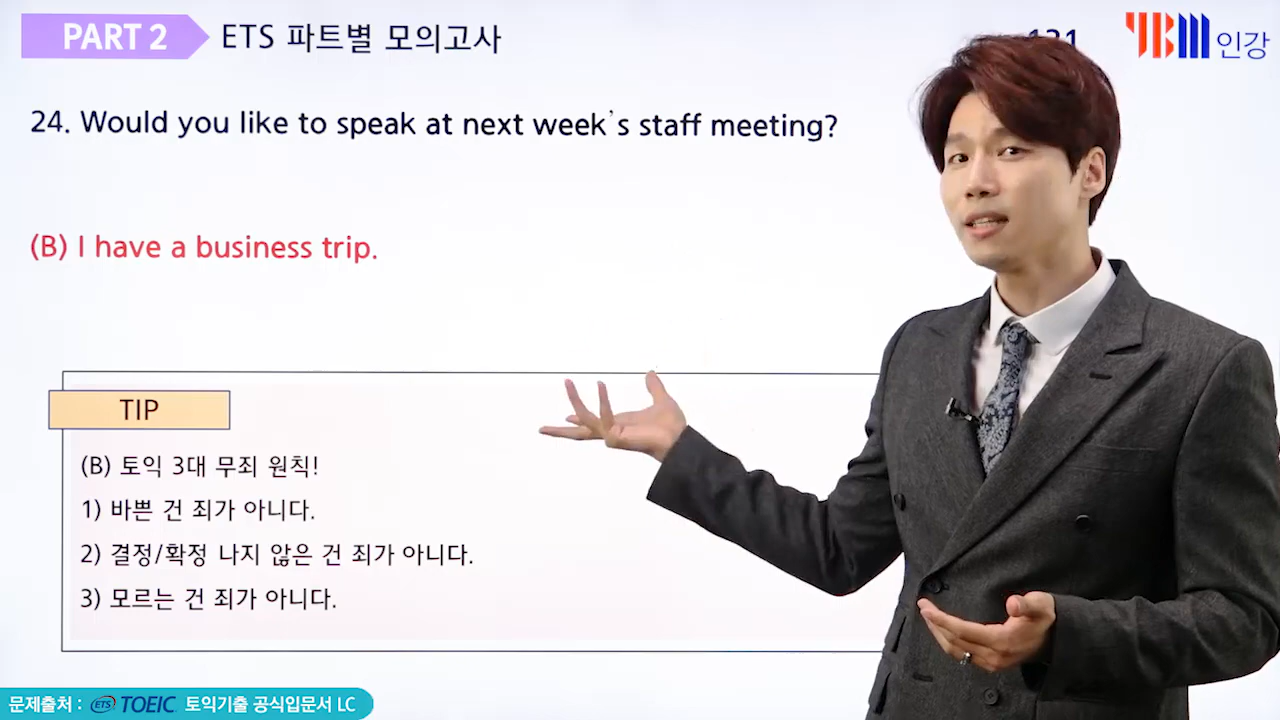 PART 2
ETS 파트별 모의고사
YBM 인강
24. Would you like to speak at next week's staff meeting?
(B) I have a business trip.
TIP
(B) 토익 3대 무죄 원칙!
1) 바쁜 건 죄가 아니다.
2) 결정/확정 나지 않은 건 죄가 아니다.
3) 모르는 건 죄가 아니다.
문제출처 : ETS TOEIC 토익기출 공식입문서 LC